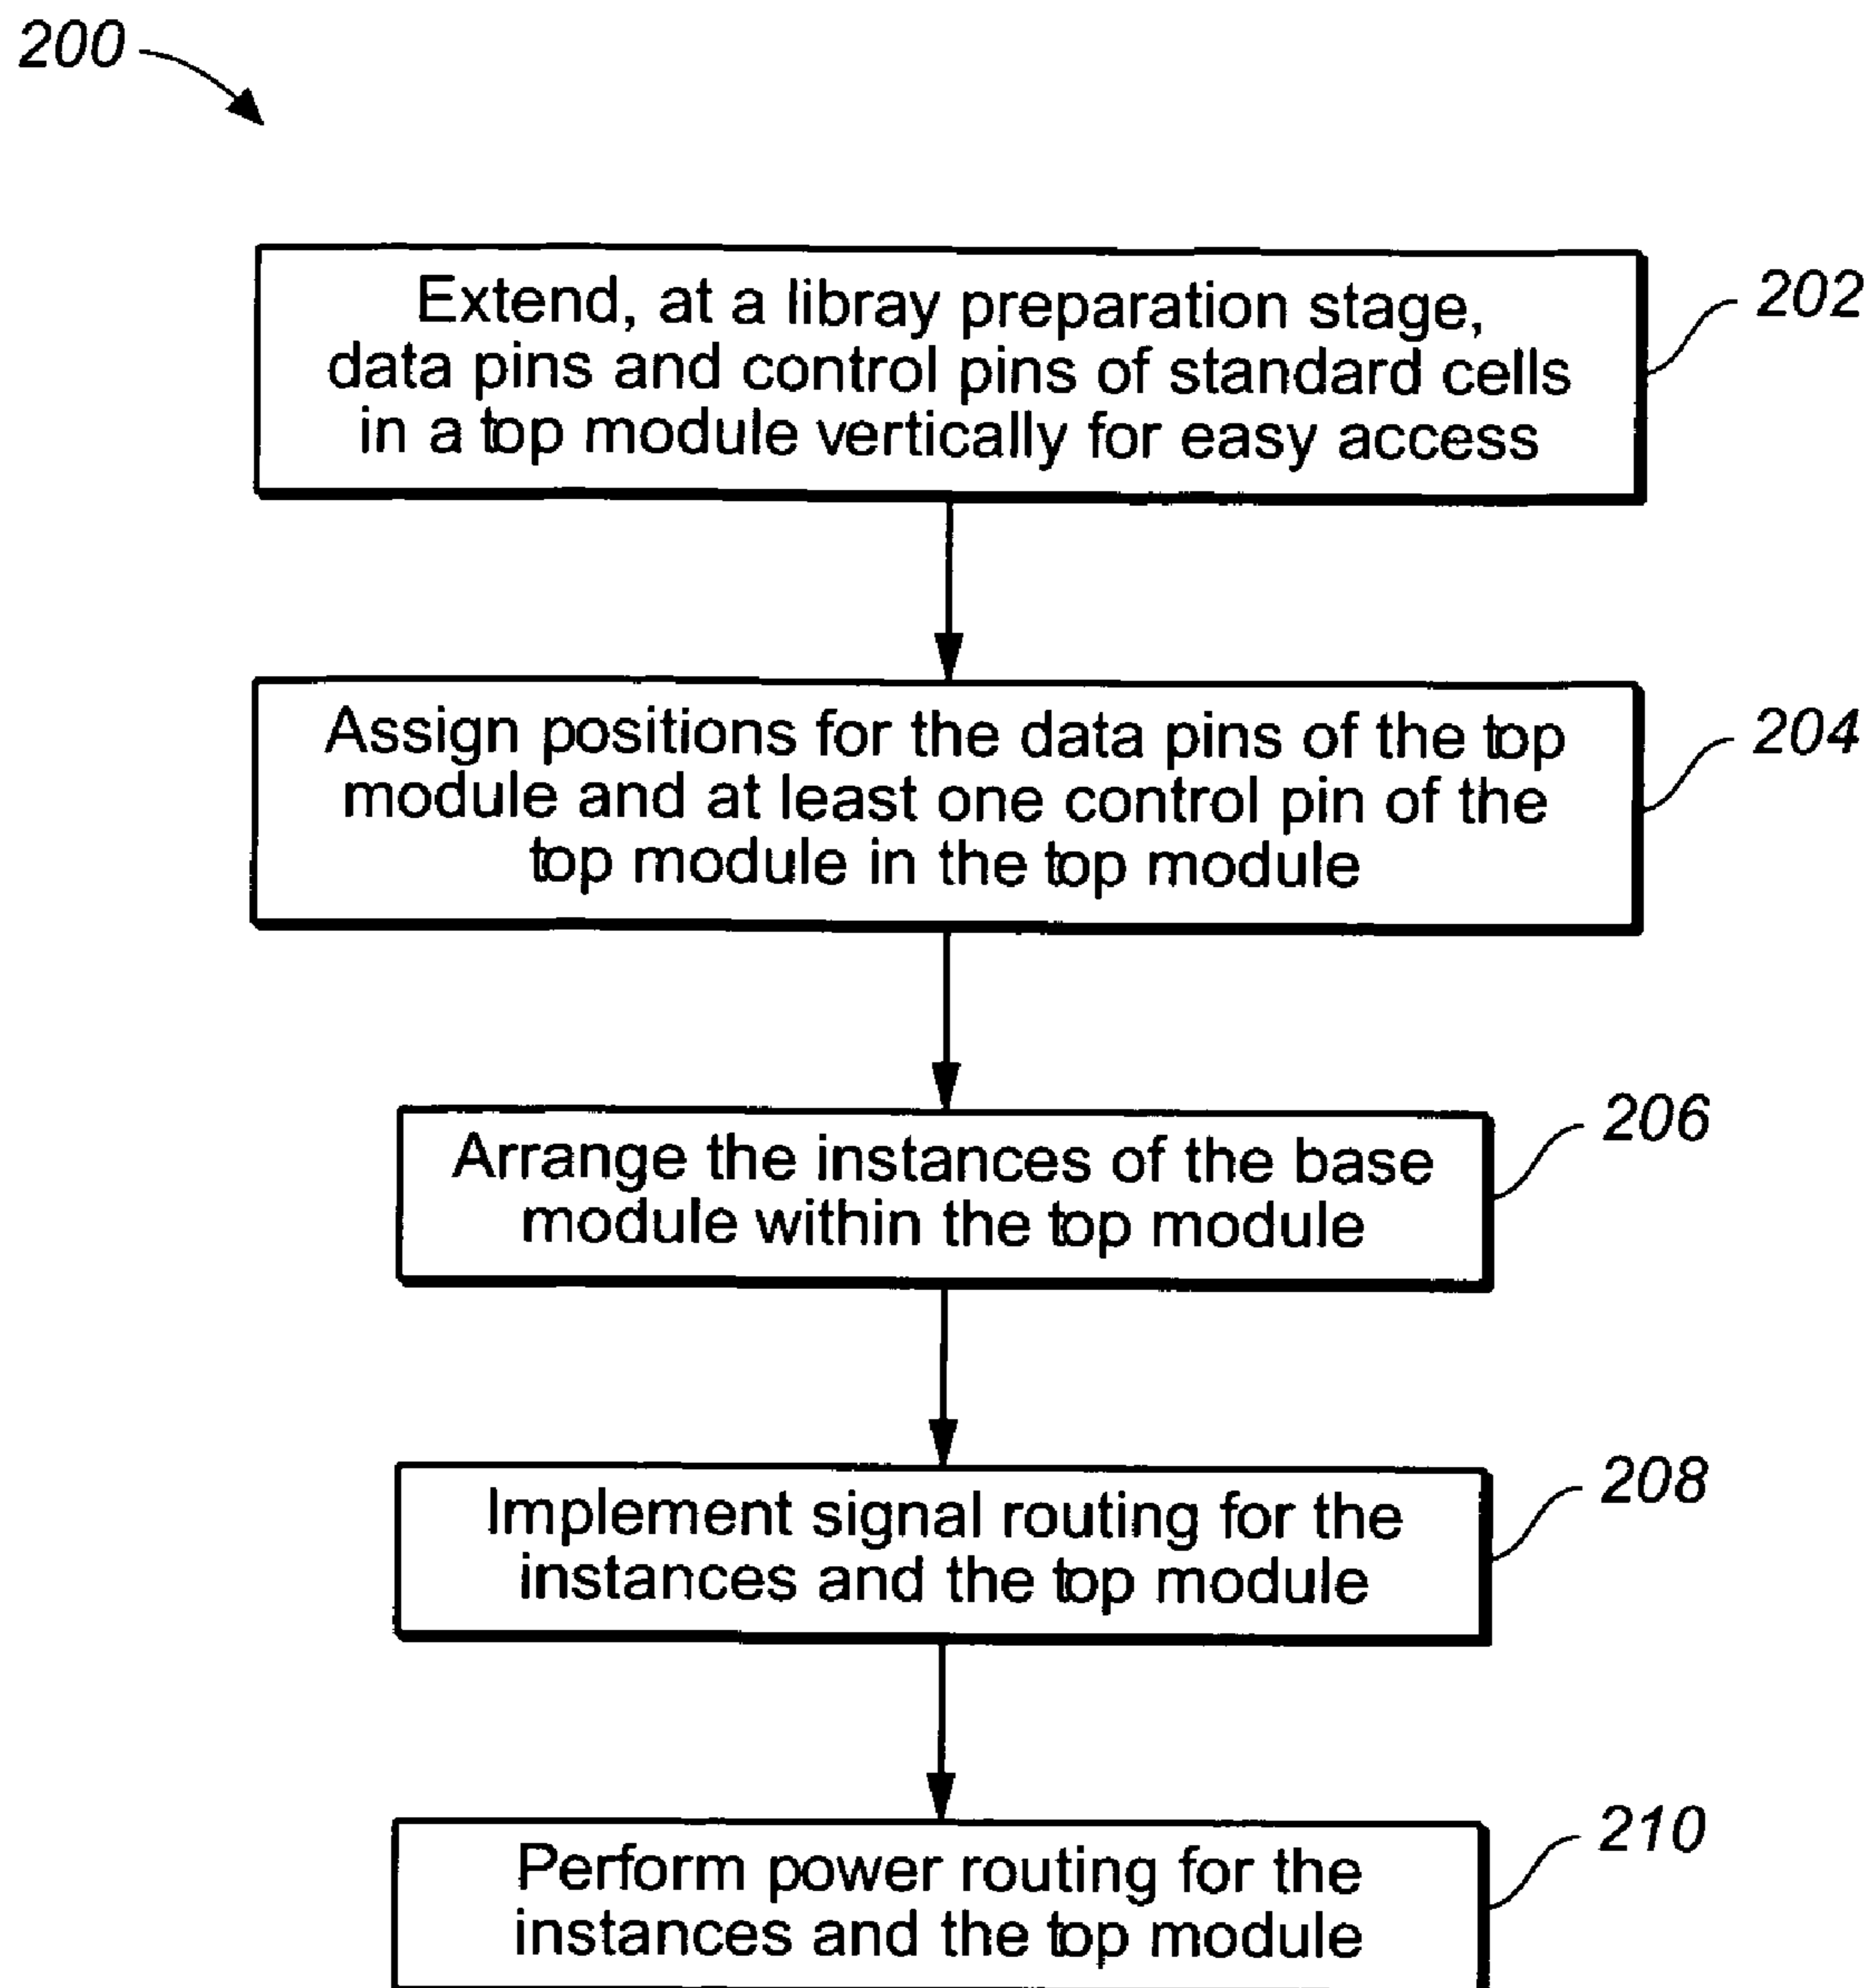 200
Extend, at a libray preparation stage,
data pins and control pins of standard cells
in a top module vertically for easy access
202
Assign positions for the data pins of the top
module and at least one control pin of the
top module in the top module
204
Arrange the instances of the base
module within the top module
206
Implement signal routing for the
instances and the top module
208
Perform power routing for the
instances and the top module
210